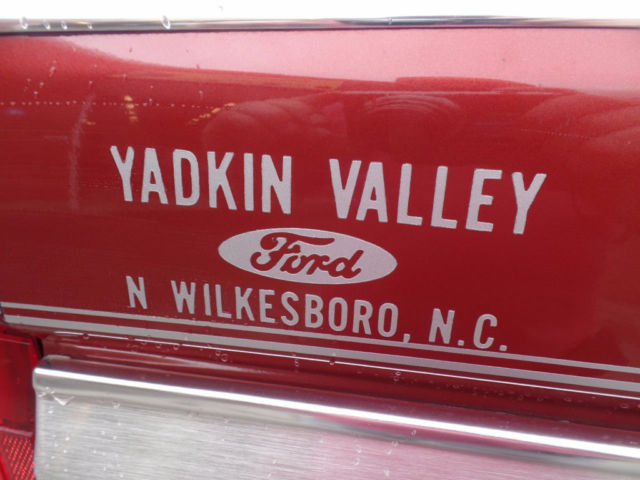 YADKIN VALLEY
Ford
N WILKESBORO, N.C.